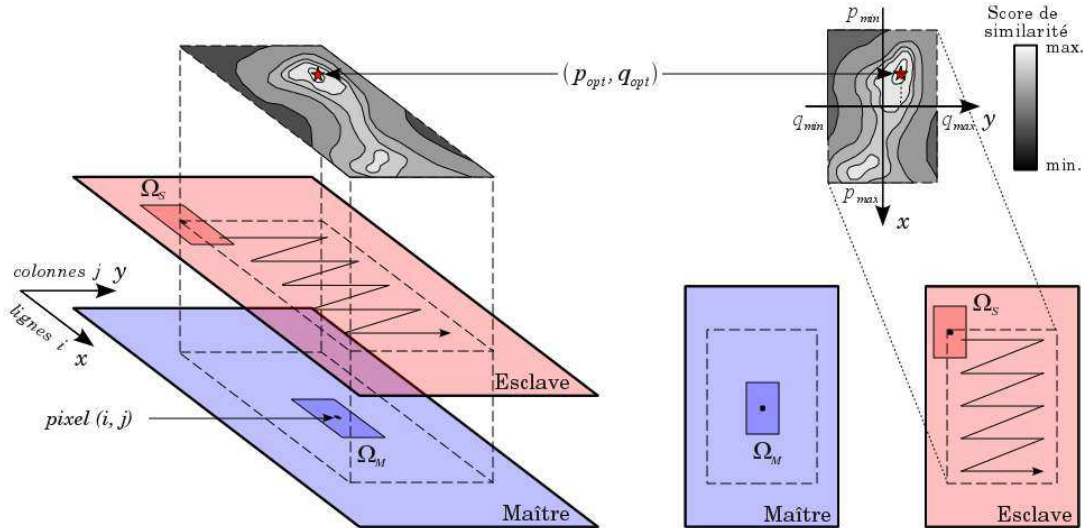 Score de
similarité
max.
min.
p_min
(p_opt, q_opt)
q_min
q_max y
p_max
x
Ω_S
colonnes j y
lignes i
x
Esclave
pixel (i, j)
Ω_M
Maître
Ω_S
Ω_M
Maître
Esclave